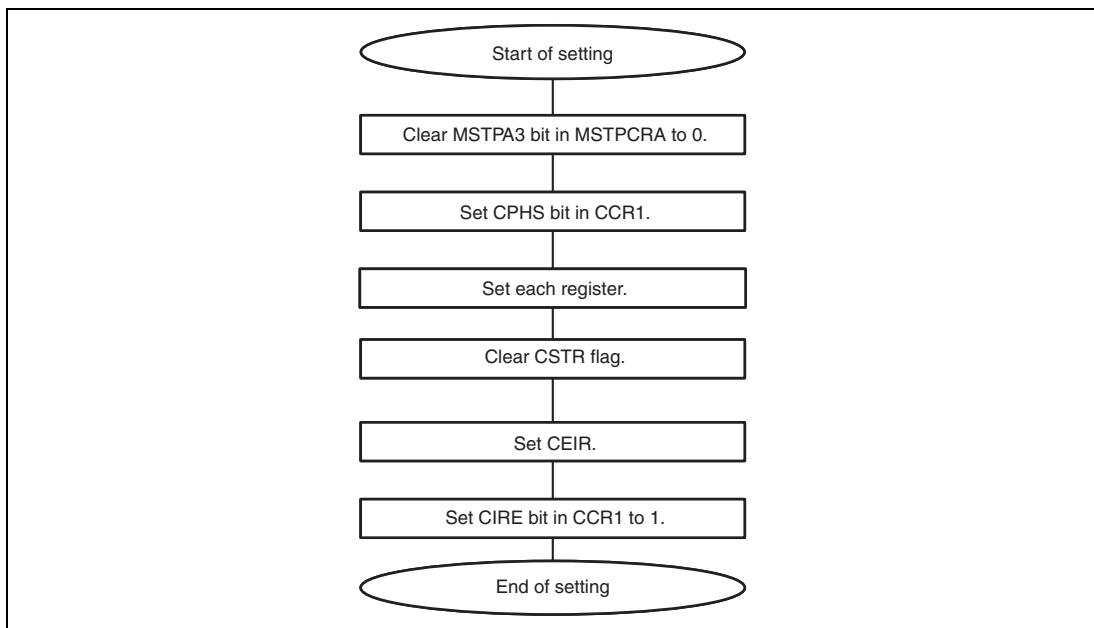 Start of setting
Clear MSTPA3 bit in MSTPCRA to 0.
Set CPHS bit in CCR1.
Set each register.
Clear CSTR flag.
Set CEIR.
Set CIRE bit in CCR1 to 1.
End of setting